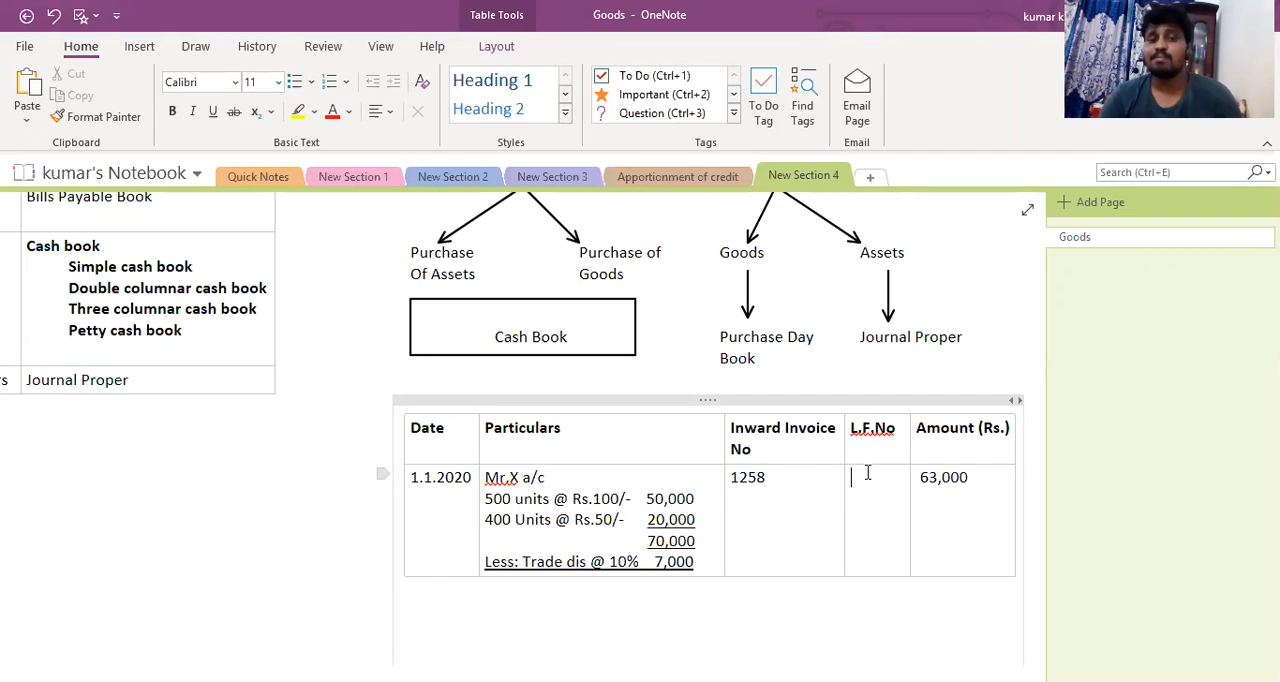 Table Tools
Goods - OneNote
kumar k
File
Home
Insert
Draw
History
Review
View
Help
Layout
Paste
Cut
Copy
Format Painter
Clipboard
Calibri
11
B
I
U
ab
x₂
A
Basic Text
Heading 1
Heading 2
Styles
To Do (Ctrl+1)
Important (Ctrl+2)
? Question (Ctrl+3)
To Do
Tag
Find
Tags
Tags
Email
Page
Email
kumar's Notebook
Quick Notes
New Section 1
New Section 2
New Section 3
Apportionment of credit
New Section 4
+
Search (Ctrl+E)
Add Page
Goods
Bills Payable Book
Cash book
Simple cash book
Double columnar cash book
Three columnar cash book
Petty cash book
s
Journal Proper
Purchase
Of Assets
Purchase of
Goods
Goods
Assets
Cash Book
Purchase Day
Book
Journal Proper
Date
Particulars
Inward Invoice
No
L.F.No
Amount (Rs.)
1.1.2020
Mr.X a/c
1258
63,000
500 units @ Rs.100/- 50,000
400 Units @ Rs.50/- 20,000
70,000
Less: Trade dis @ 10% 7,000